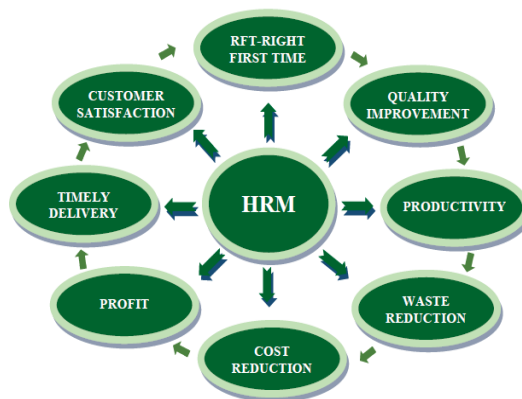 RFT-RIGHT
FIRST TIME
QUALITY
IMPROVEMENT
PRODUCTIVITY
WASTE
REDUCTION
COST
REDUCTION
PROFIT
TIMELY
DELIVERY
CUSTOMER
SATISFACTION
HRM